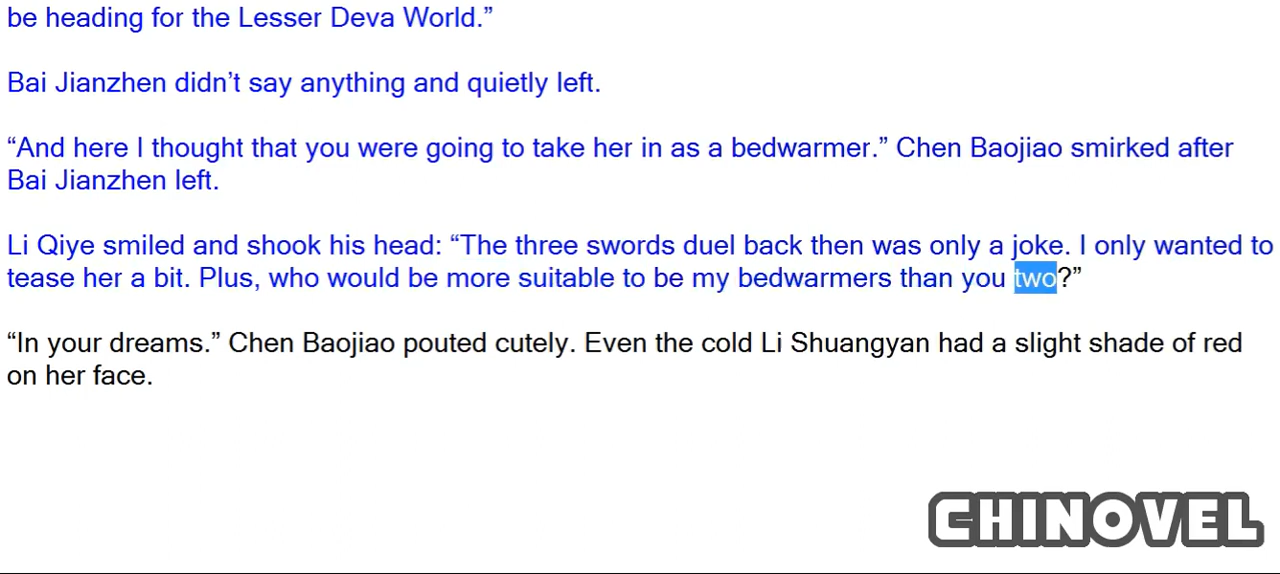 be heading for the Lesser Deva World.”
Bai Jianzhen didn’t say anything and quietly left.
“And here I thought that you were going to take her in as a bedwarmer.” Chen Baojiao smirked after
Bai Jianzhen left.
Li Qiye smiled and shook his head: “The three swords duel back then was only a joke. I only wanted to
tease her a bit. Plus, who would be more suitable to be my bedwarmers than you two?”
“In your dreams.” Chen Baojiao pouted cutely. Even the cold Li Shuangyan had a slight shade of red
on her face.
CHINOVEL